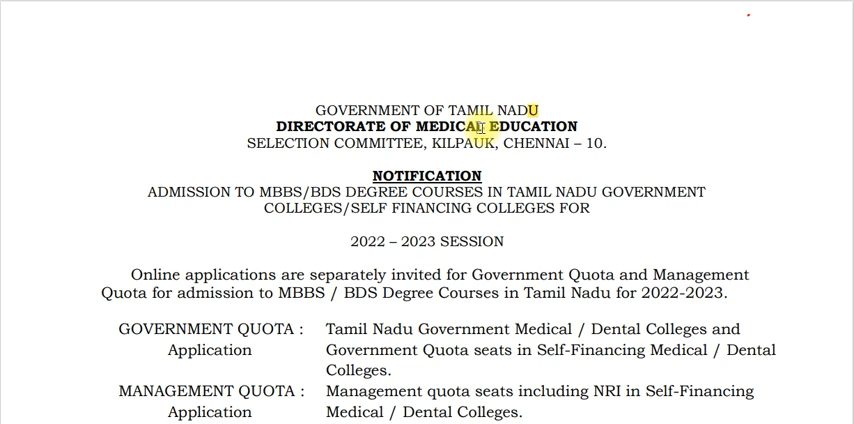 GOVERNMENT OF TAMIL NADU
DIRECTORATE OF MEDICAL EDUCATION
SELECTION COMMITTEE, KILPAUK, CHENNAI – 10.
NOTIFICATION
ADMISSION TO MBBS/BDS DEGREE COURSES IN TAMIL NADU GOVERNMENT
COLLEGES/SELF FINANCING COLLEGES FOR
2022 – 2023 SESSION
Online applications are separately invited for Government Quota and Management
Quota for admission to MBBS / BDS Degree Courses in Tamil Nadu for 2022-2023.
GOVERNMENT QUOTA : Tamil Nadu Government Medical / Dental Colleges and
Application Government Quota seats in Self-Financing Medical / Dental
Colleges.
MANAGEMENT QUOTA : Management quota seats including NRI in Self-Financing
Application Medical / Dental Colleges.